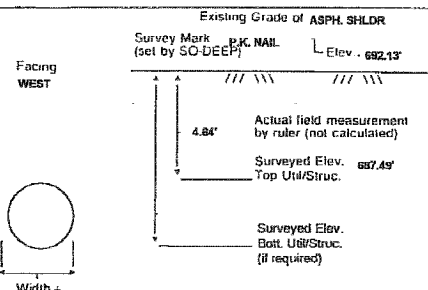 Existing Grade of ASPH. SHLDR
Survey Mark
(set by SO-DEEP) P.K. NAIL
Elev. 692.13'
Facing
WEST
4.64'
Actual field measurement
by ruler (not calculated)
Surveyed Elev. 687.49'
Top Util/Struc.
Surveyed Elev.
Bott. Util/Struc.
(if required)
Width +